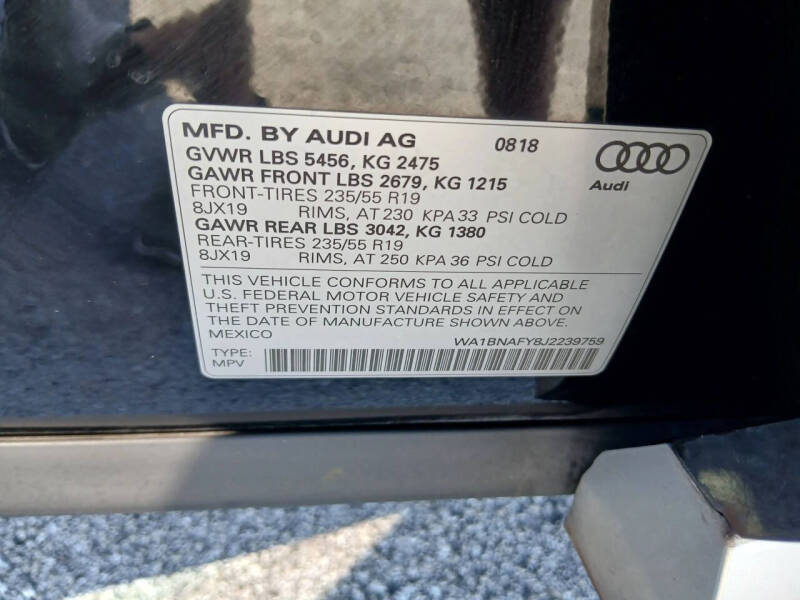 MFD. BY AUDI AG 0818
GVWR LBS 5456, KG 2475
GAWR FRONT LBS 2679, KG 1215
FRONT-TIRES 235/55 R19
8JX19 RIMS, AT 230 KPA 33 PSI COLD
GAWR REAR LBS 3042, KG 1380
REAR-TIRES 235/55 R19
8JX19 RIMS, AT 250 KPA 36 PSI COLD
Audi
THIS VEHICLE CONFORMS TO ALL APPLICABLE
U.S. FEDERAL MOTOR VEHICLE SAFETY AND
THEFT PREVENTION STANDARDS IN EFFECT ON
THE DATE OF MANUFACTURE SHOWN ABOVE.
MEXICO WA1BNAFY8J2239759
TYPE:
MPV